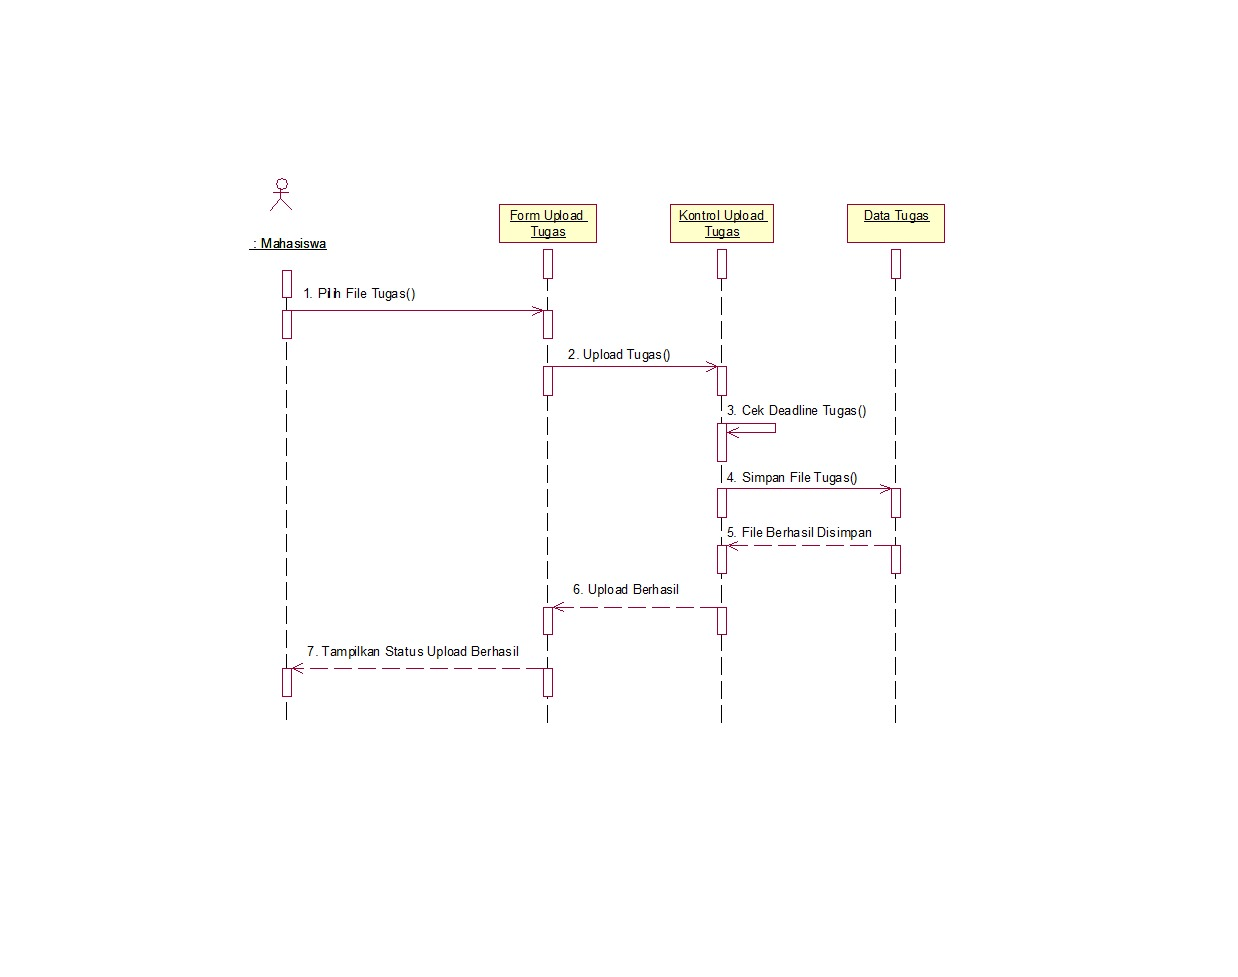 : Mahasiswa
Form Upload
Tugas
Kontrol Upload
Tugas
Data Tugas
1. Pilih File Tugas()
2. Upload Tugas()
3. Cek Deadline Tugas()
4. Simpan File Tugas()
5. File Berhasil Disimpan
6. Upload Berhasil
7. Tampilkan Status Upload Berhasil